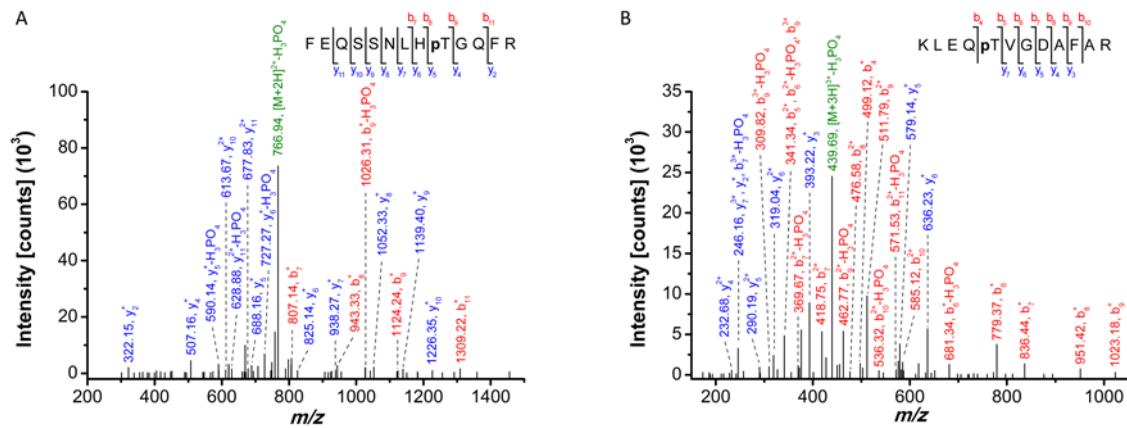 A
b₇ b₈ b₉ b₁₁
F E Q S S N L H pT G Q F R
y₁₁ y₁₀ y₉ y₈ y₇ y₆ y₅ y₄ y₂
Intensity [counts] (10³)
100
80
60
40
20
0
200 400 600 800 1000 1200 1400
m/z
322.15, y₂⁺
507.16, y₄⁺
590.14, y₅⁺-H₃PO₄
613.67, y₁₀²⁺
628.88, y₁₁²⁺-H₃PO₄
677.83, y₁₁²⁺
688.16, y₅⁺
727.27, y₆⁺-H₃PO₄
766.94, [M+2H]²⁺-H₃PO₄
807.14, b₇⁺
825.14, y₆⁺
938.27, y₇⁺
943.33, b₈⁺
1026.31, b₉⁺-H₃PO₄
1052.33, y₈⁺
1124.24, b₉⁺
1139.40, y₉⁺
1226.35, y₁₀⁺
1309.22, b₁₁⁺
B
b₄ b₅ b₆ b₇ b₈ b₉ b₁₀
K L E Q pT V G D A F A R
y₇ y₆ y₅ y₄ y₃
Intensity [counts] (10³)
35
30
25
20
15
10
5
0
200 400 600 800 1000
m/z
232.68, y₄²⁺
246.16, y₇⁺, y₂⁺, b₇³⁺-H₃PO₄
290.19, y₅²⁺
309.82, b₉³⁺-H₃PO₄
319.04, y₆²⁺
341.34, b₅²⁺, b₆²⁺-H₃PO₄, b₉³⁺
369.67, b₇²⁺-H₃PO₄
393.22, y₃⁺
418.75, b₇²⁺
439.69, [M+3H]³⁺-H₃PO₄
462.77, b₉²⁺-H₃PO₄
476.58, b₈²⁺
499.12, b₄⁺
511.79, b₉²⁺
536.32, b₁₀²⁺-H₃PO₄
571.53, b₁₁²⁺-H₃PO₄
579.14, y₅⁺
585.12, b₁₀²⁺
636.23, y₆⁺
681.34, b₆⁺-H₃PO₄
779.37, b₆⁺
836.44, b₇⁺
951.42, b₈⁺
1023.18, b₉⁺